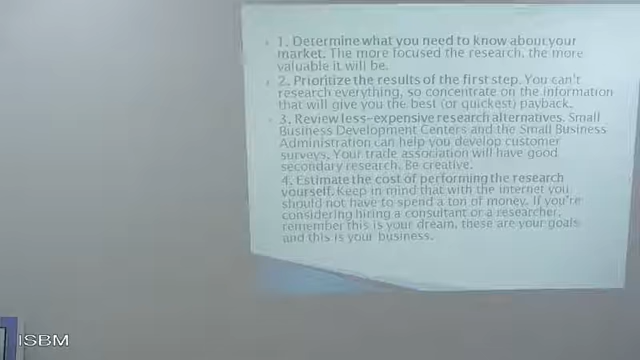 1. Determine what you need to know about your
market. The more focused the research, the more
valuable it will be.
2. Prioritize the results of the first step. You can't
research everything, so concentrate on the information
that will give you the best (or quickest) payback.
3. Review less-expensive research alternatives. Small
Business Development Centers and the Small Business
Administration can help you develop customer
surveys. Your trade association will have good
secondary research. Be creative.
4. Estimate the cost of performing the research
yourself. Keep in mind that with the internet you
should not have to spend a ton of money. If you're
considering hiring a consultant or a researcher,
remember this is your dream, these are your goals
and this is your business.
ISBM